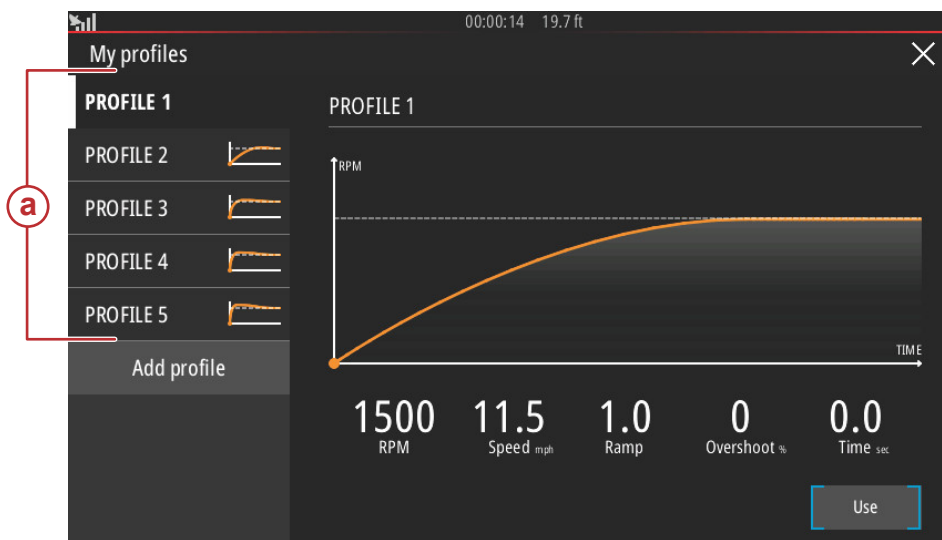 00:00:14 19.7 ft
My profiles
PROFILE 1
PROFILE 2
PROFILE 3
PROFILE 4
PROFILE 5
Add profile
a
PROFILE 1
RPM
TIME
1500 11.5 1.0 0 0.0
RPM Speed mph Ramp Overshoot % Time sec
Use